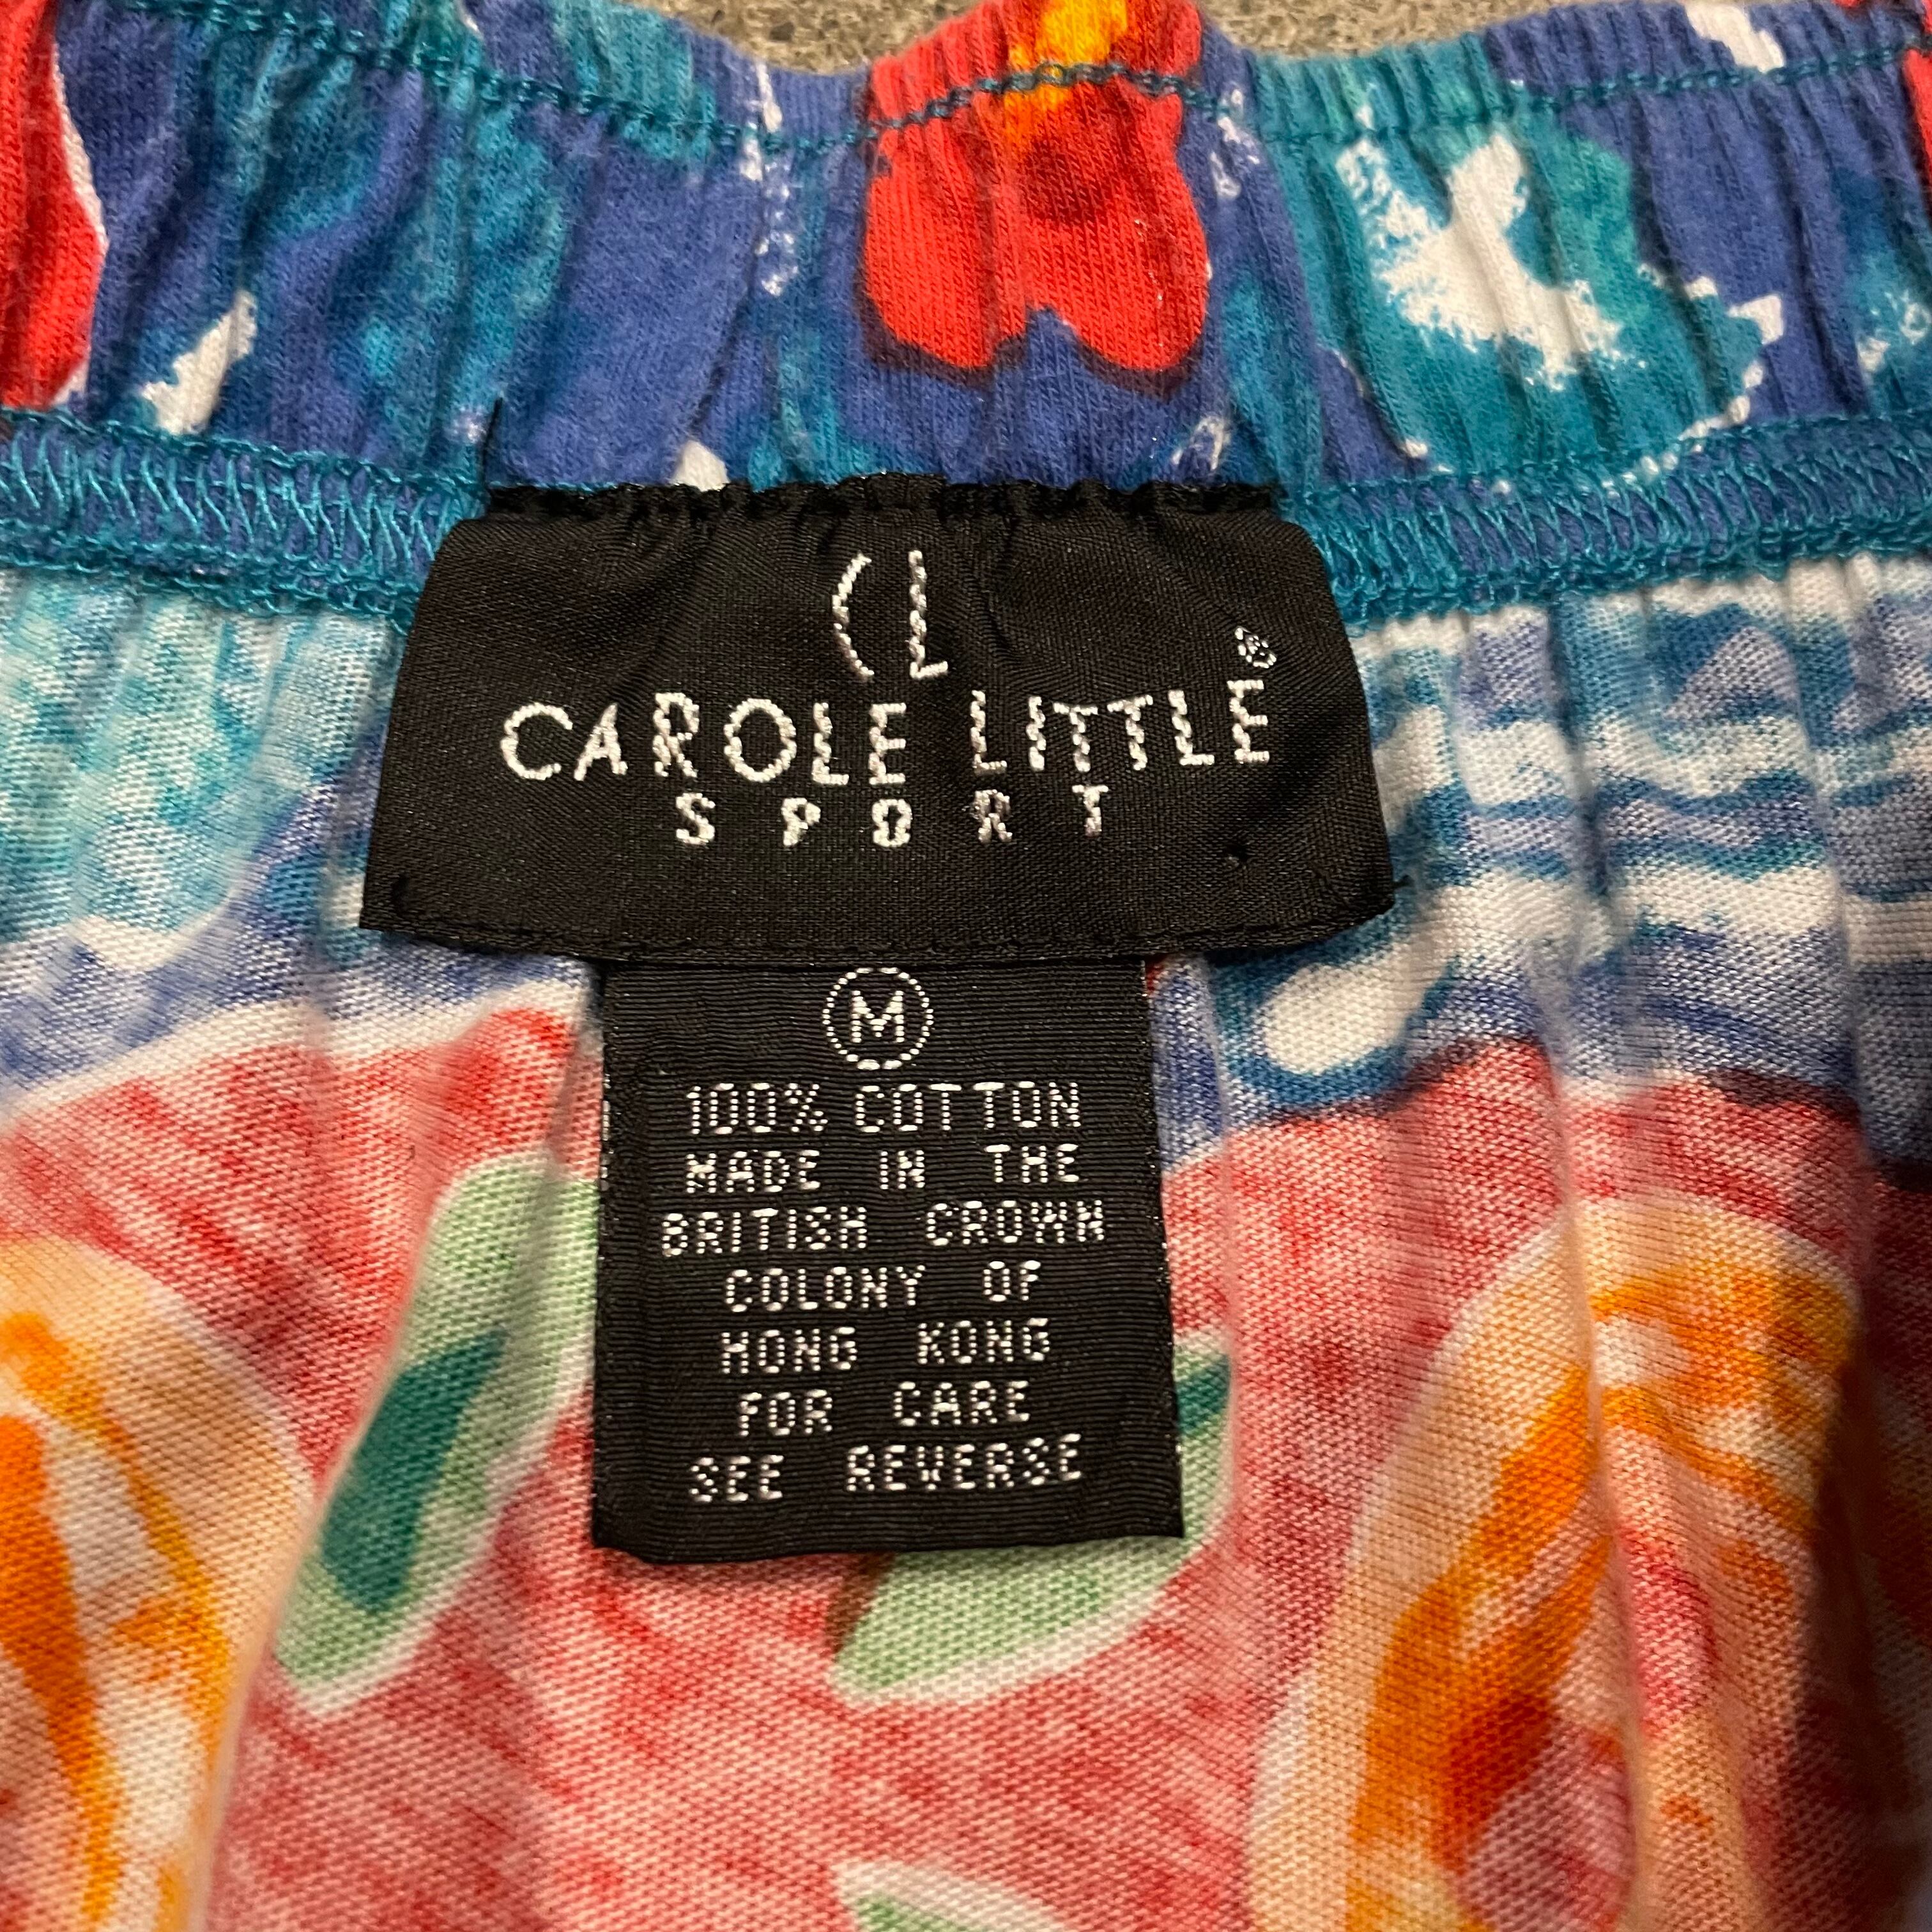 CL
CAROLE LITTLE®
SPORT
M
100% COTTON
MADE IN THE
BRITISH CROWN
COLONY OF
HONG KONG
FOR CARE
SEE REVERSE